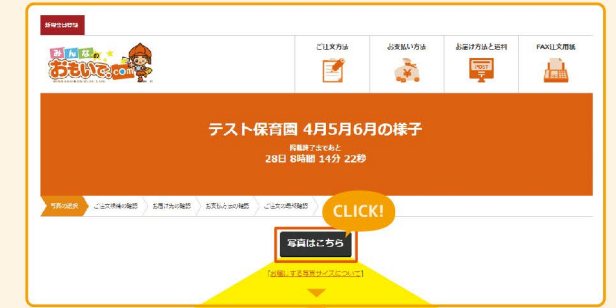 新規会員登録
みんなの
おもいで.com
ご注文方法
お支払い方法
お届け方法と送料
FAX注文用紙
POST
テスト保育園 4月5月6月の様子
掲載終了まであと
28日 8時間 14分 22秒
写真の選択
ご注文候補の確認
お届け先の確認
お支払方法の確認
ご注文の最終確認
CLICK!
写真はこちら
[お届けする写真サイズについて]